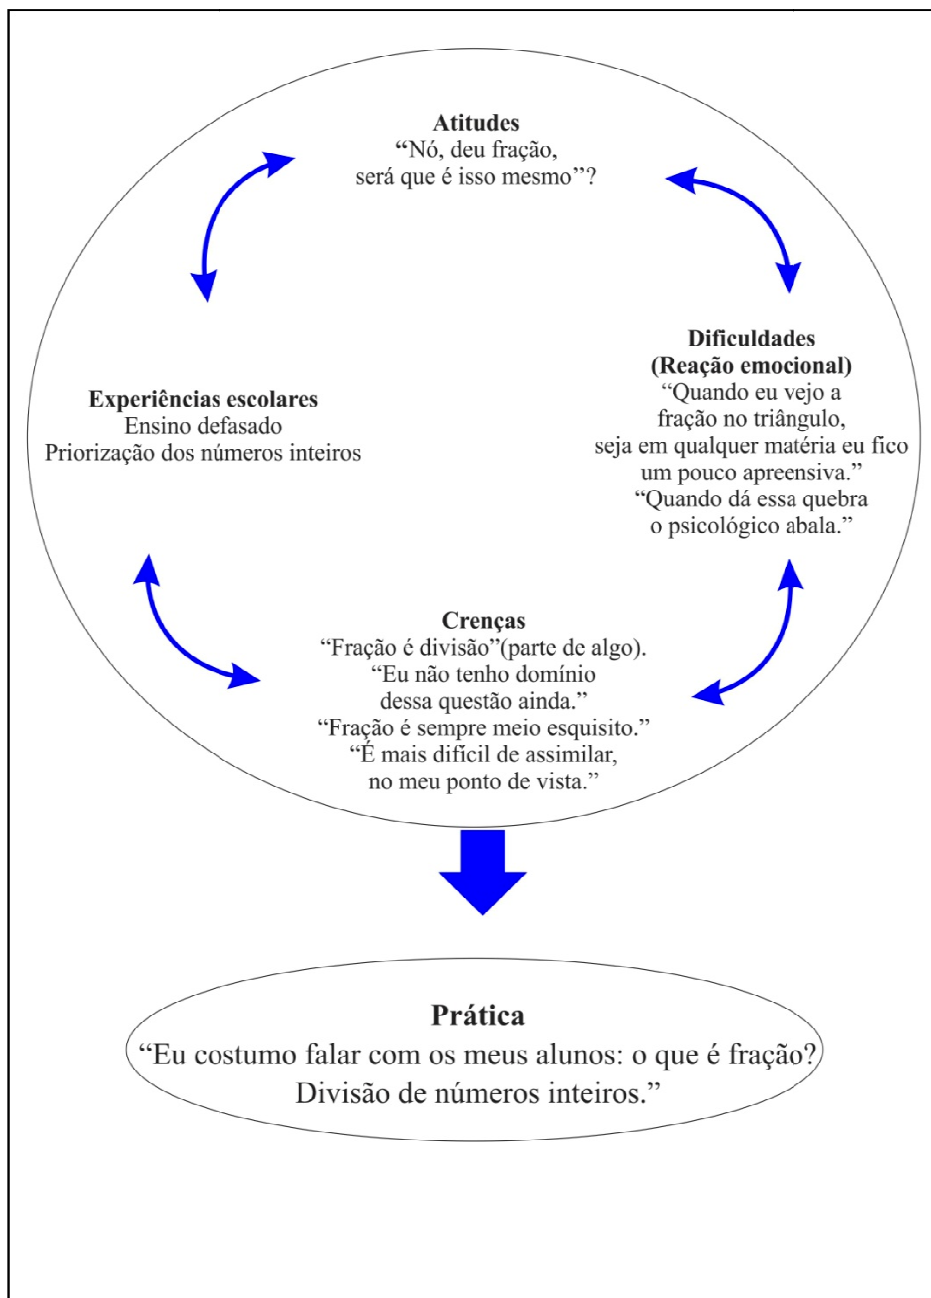 Atitudes
“Nó, deu fração,
será que é isso mesmo”?
Dificuldades
(Reação emocional)
“Quando eu vejo a
fração no triângulo,
seja em qualquer matéria eu fico
um pouco apreensiva.”
“Quando dá essa quebra
o psicológico abala.”
Experiências escolares
Ensino defasado
Priorização dos números inteiros
Crenças
“Fração é divisão”(parte de algo).
“Eu não tenho domínio
dessa questão ainda.”
“Fração é sempre meio esquisito.”
“É mais difícil de assimilar,
no meu ponto de vista.”
Prática
“Eu costumo falar com os meus alunos: o que é fração?
Divisão de números inteiros.”